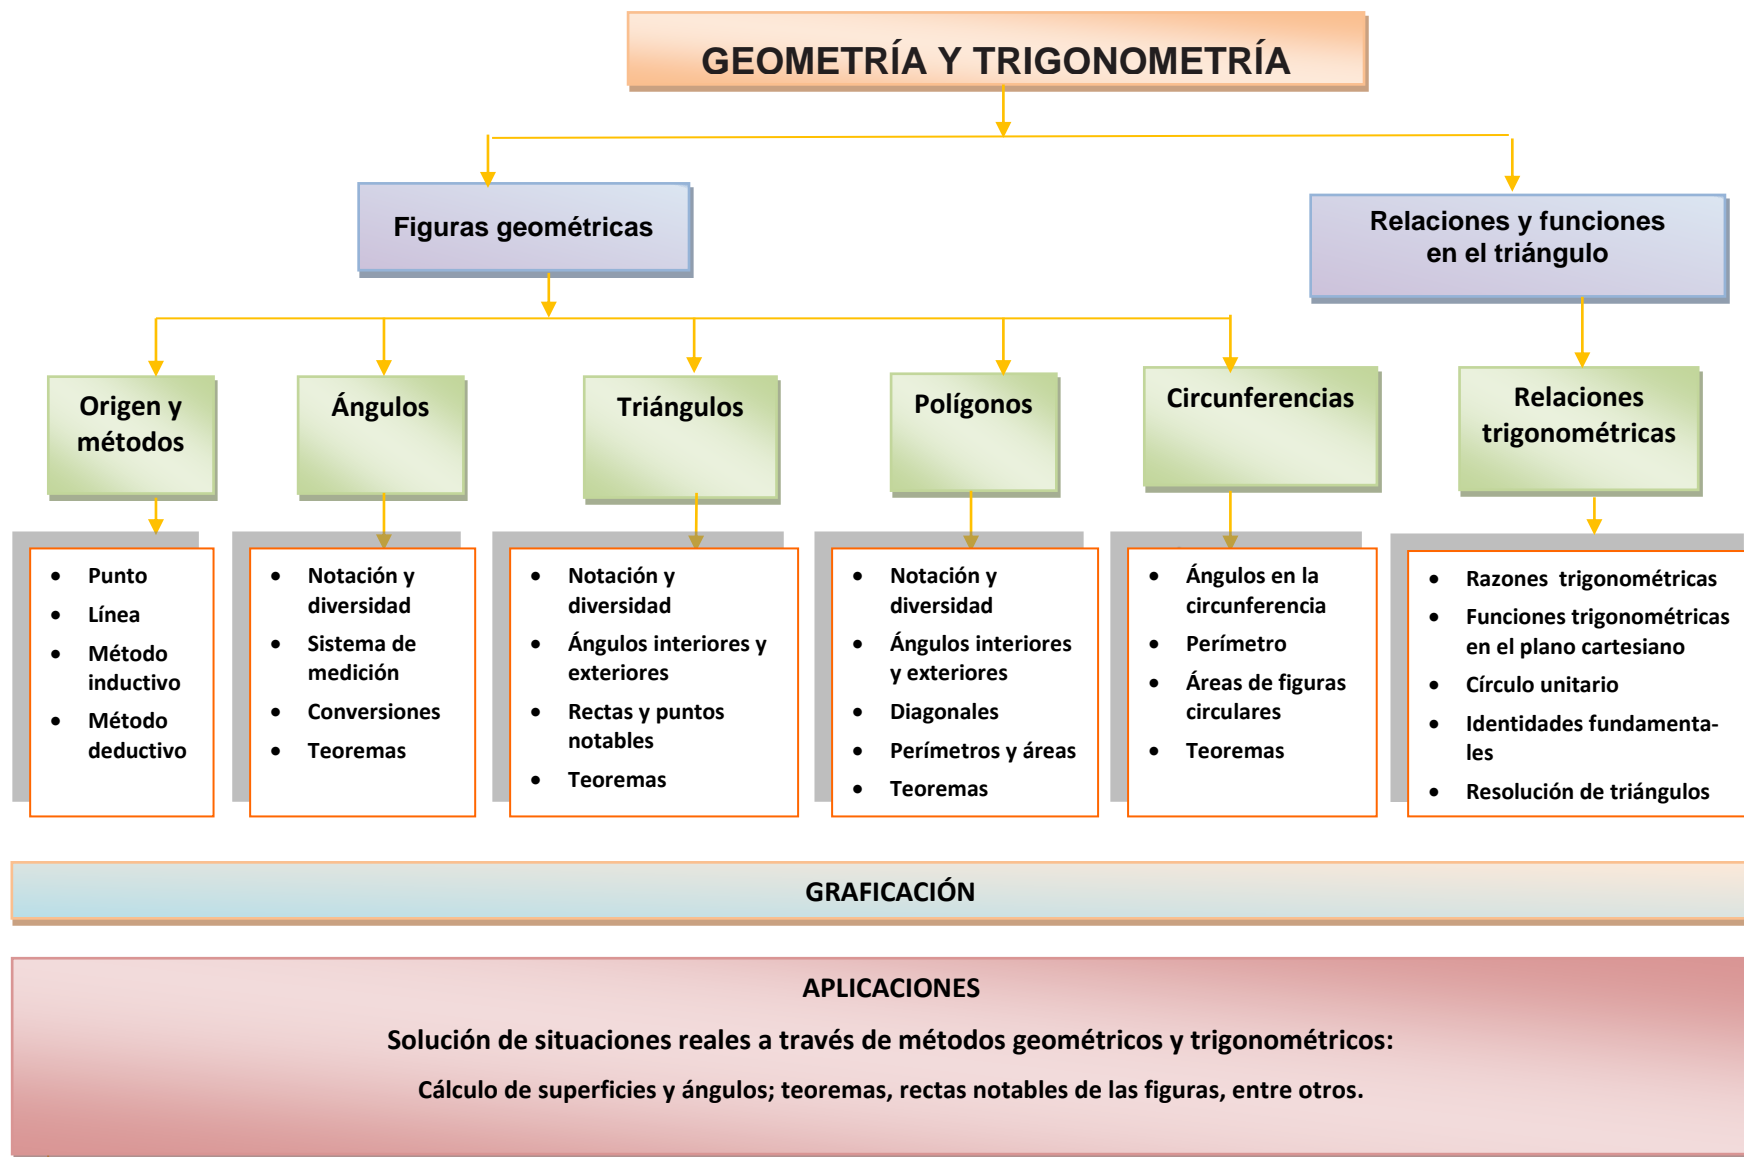 GEOMETRÍA Y TRIGONOMETRÍA
Figuras geométricas
Relaciones y funciones
en el triángulo
Origen y
métodos
Ángulos
Triángulos
Polígonos
Circunferencias
Relaciones
trigonométricas
• Punto
• Línea
• Método
inductivo
• Método
deductivo
• Notación y
diversidad
• Sistema de
medición
• Conversiones
• Teoremas
• Notación y
diversidad
• Ángulos interiores y
exteriores
• Rectas y puntos
notables
• Teoremas
• Notación y
diversidad
• Ángulos interiores
y exteriores
• Diagonales
• Perímetros y áreas
• Teoremas
• Ángulos en la
circunferencia
• Perímetro
• Áreas de figuras
circulares
• Teoremas
• Razones trigonométricas
• Funciones trigonométricas
en el plano cartesiano
• Círculo unitario
• Identidades fundamenta-
les
• Resolución de triángulos
GRAFICACIÓN
APLICACIONES
Solución de situaciones reales a través de métodos geométricos y trigonométricos:
Cálculo de superficies y ángulos; teoremas, rectas notables de las figuras, entre otros.